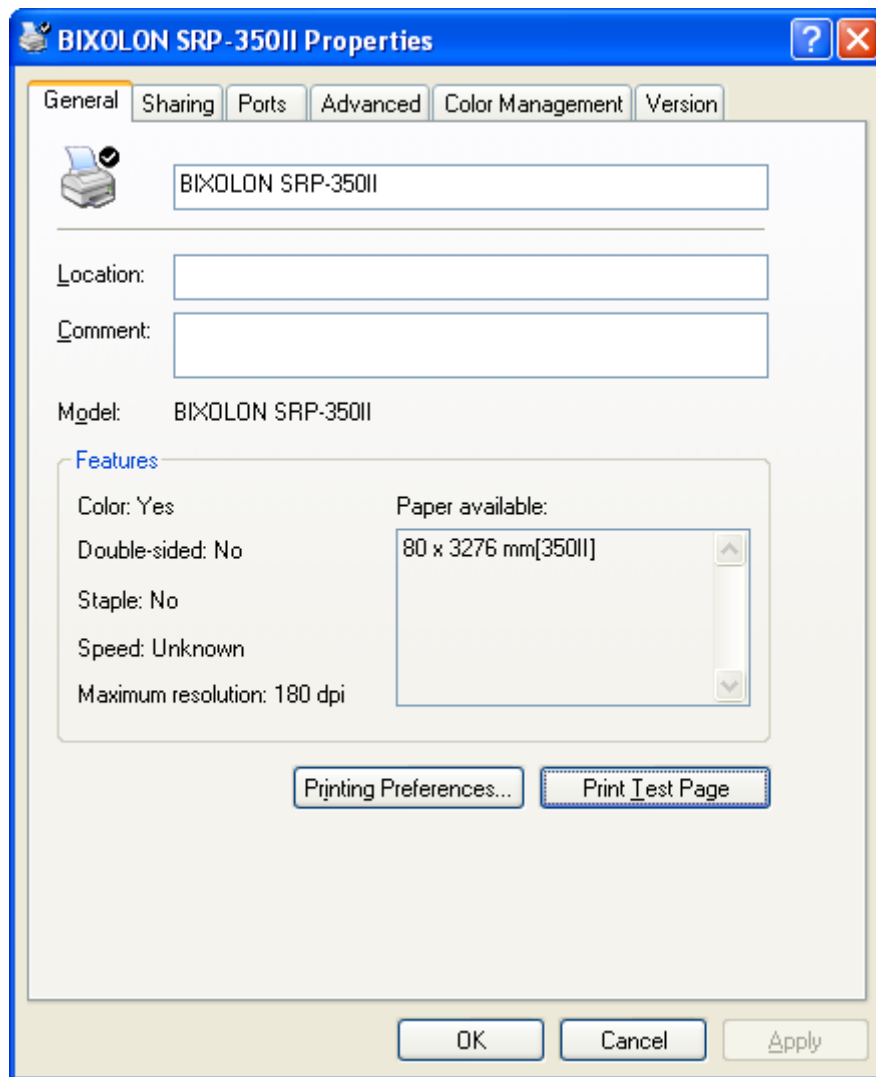 BIXOLON SRP-350II Properties
General Sharing Ports Advanced Color Management Version
BIXOLON SRP-350II
Location:
Comment:
Model: BIXOLON SRP-350II
Features
Color: Yes
Paper available:
Double-sided: No
80 x 3276 mm[350II]
Staple: No
Speed: Unknown
Maximum resolution: 180 dpi
Printing Preferences... Print Test Page
OK Cancel Apply